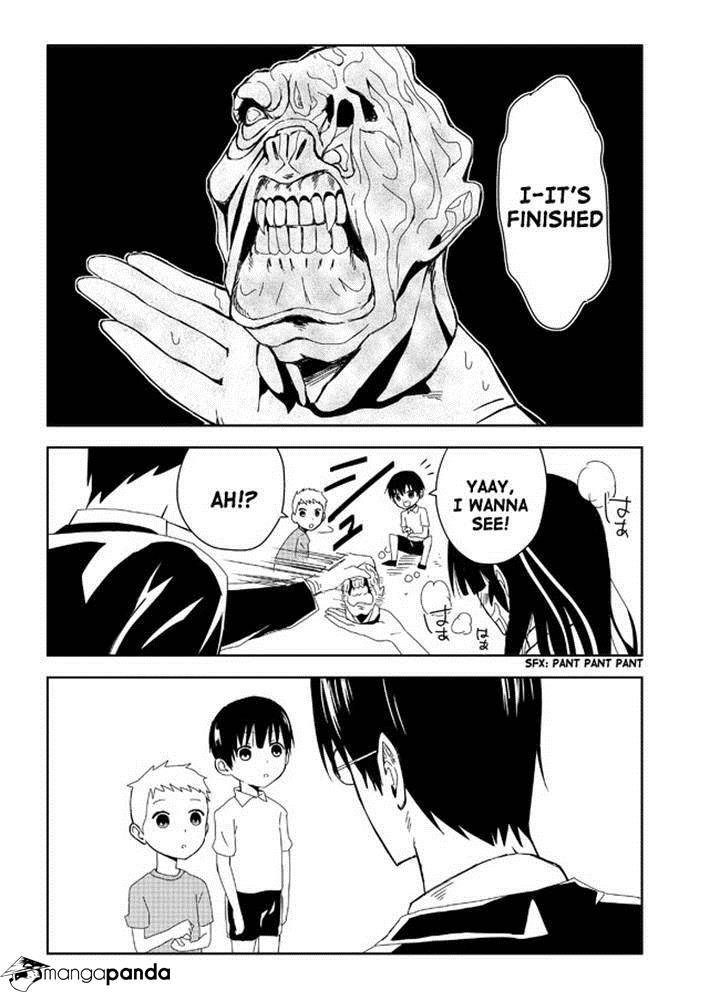 I-IT'S
FINISHED
YAAY,
I WANNA
SEE!
はぁ
AH!?
はぁ
はぁ
SFX: PANT PANT PANT
mangapanda